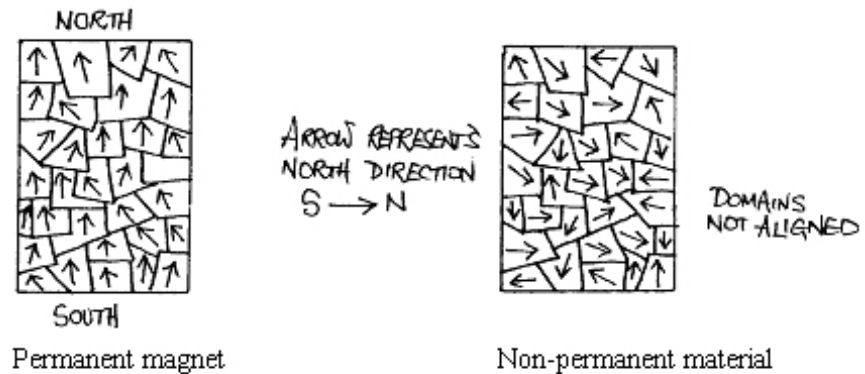 NORTH
ARROW REPRESENTS
NORTH DIRECTION
S → N
DOMAINS
NOT ALIGNED
SOUTH
Permanent magnet
Non-permanent material